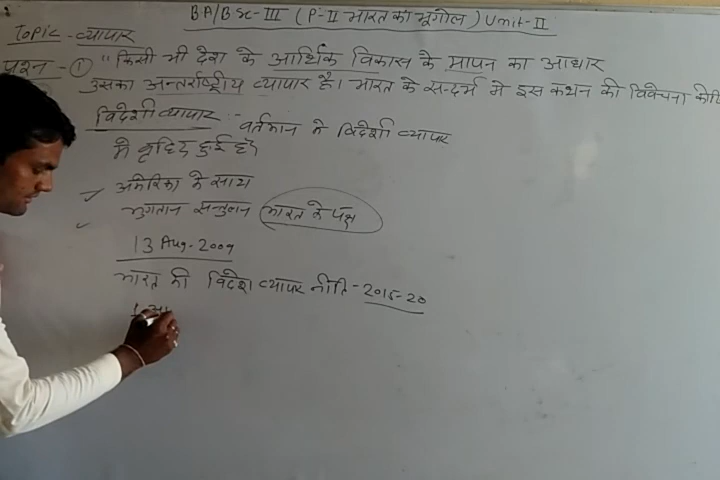 BA/BSC-III (P-II भारत का भूगोल) Unit-II
Topic - व्यापार
प्रश्न - ① "किसी भी देश के आर्थिक विकास के मापन का आधार
उसका अन्तर्राष्ट्रीय व्यापार है। भारत के सन्दर्भ मे इस कथन की विवेचना
विदेशी व्यापार :- वर्तमान मे विदेशी व्यापार
मे वृद्धि हुई है
अमेरिका के साथ
भुगतान सन्तुलन भारत के पक्ष
13 Aug-2009
भारत की विदेश व्यापार नीति - 2015-20